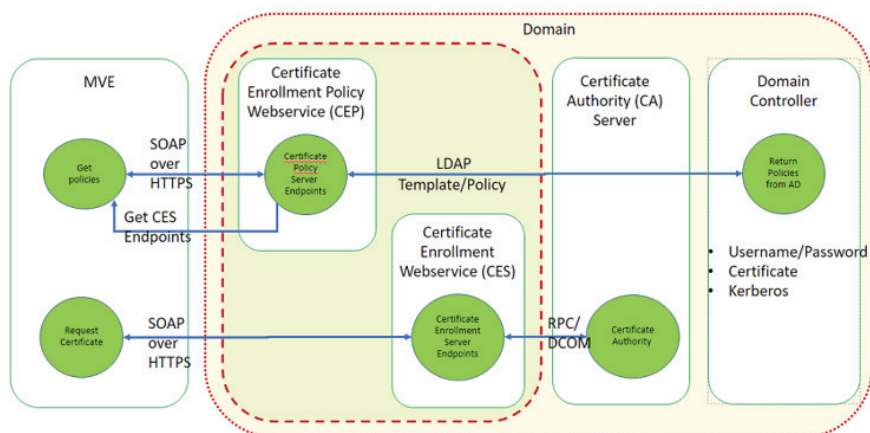 Domain
MVE
Certificate
Enrollment Policy
Webservice (CEP)
Certificate
Authority (CA)
Server
Domain
Controller
Get
policies
SOAP
over
HTTPS
Certificate
Policy
Server
Endpoints
LDAP
Template/Policy
Return
Policies
from AD
Get CES
Endpoints
Certificate
Enrollment
Webservice (CES)
• Username/Password
• Certificate
• Kerberos
Request
Certificate
SOAP
over
HTTPS
Certificate
Enrollment
Server
Endpoints
RPC/
DCOM
Certificate
Authority